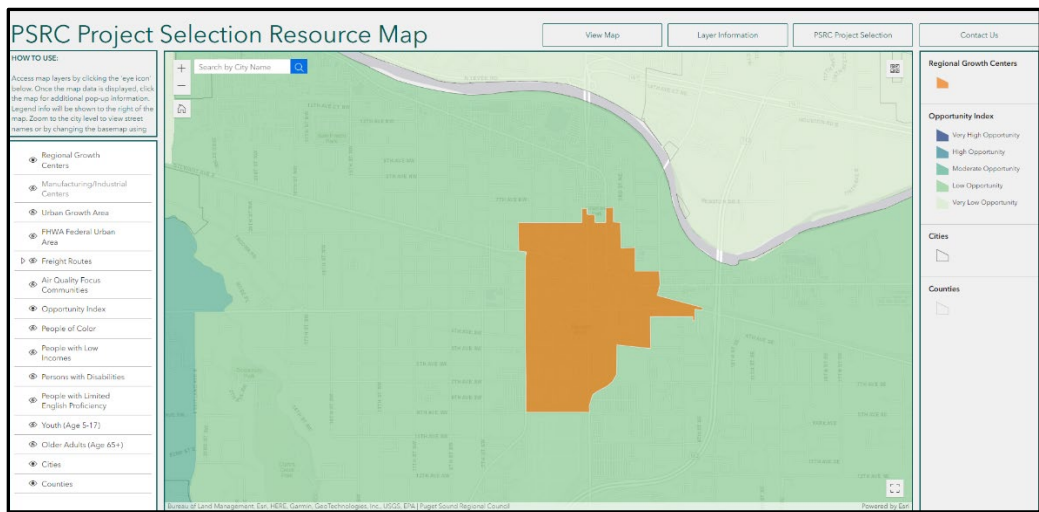 PSRC Project Selection Resource Map
View Map
Layer Information
PSRC Project Selection
Contact Us
HOW TO USE:
Access map layers by clicking the 'eye icon'
below. Once the map data is displayed, click
the map for additional pop-up information.
Legend info will be shown to the right of the
map. Zoom to the city level to view street
names or by changing the basemap using
Regional Growth
Centers
Manufacturing/Industrial
Centers
Urban Growth Area
FHWA Federal Urban
Area
Freight Routes
Air Quality Focus
Communities
Opportunity Index
People of Color
People with Low
Incomes
Persons with Disabilities
People with Limited
English Proficiency
Youth (Age 5-17)
Older Adults (Age 65+)
Cities
Counties
+
Search by City Name
−
Bureau of Land Management, Esri, HERE, Garmin, GeoTechnologies, Inc., USGS, EPA | Puget Sound Regional Council
Powered by Esri
Regional Growth Centers
Opportunity Index
Very High Opportunity
High Opportunity
Moderate Opportunity
Low Opportunity
Very Low Opportunity
Cities
Counties